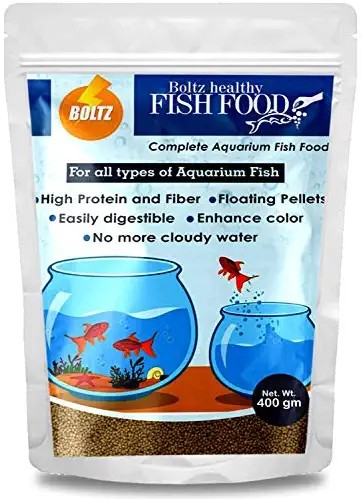 BOLTZ
Boltz healthy
FISH FOOD
Complete Aquarium Fish Food
For all types of Aquarium Fish
•High Protein and Fiber •Floating Pellets
•Easily digestible •Enhance color
•No more cloudy water
Net. Wt.
400 gm